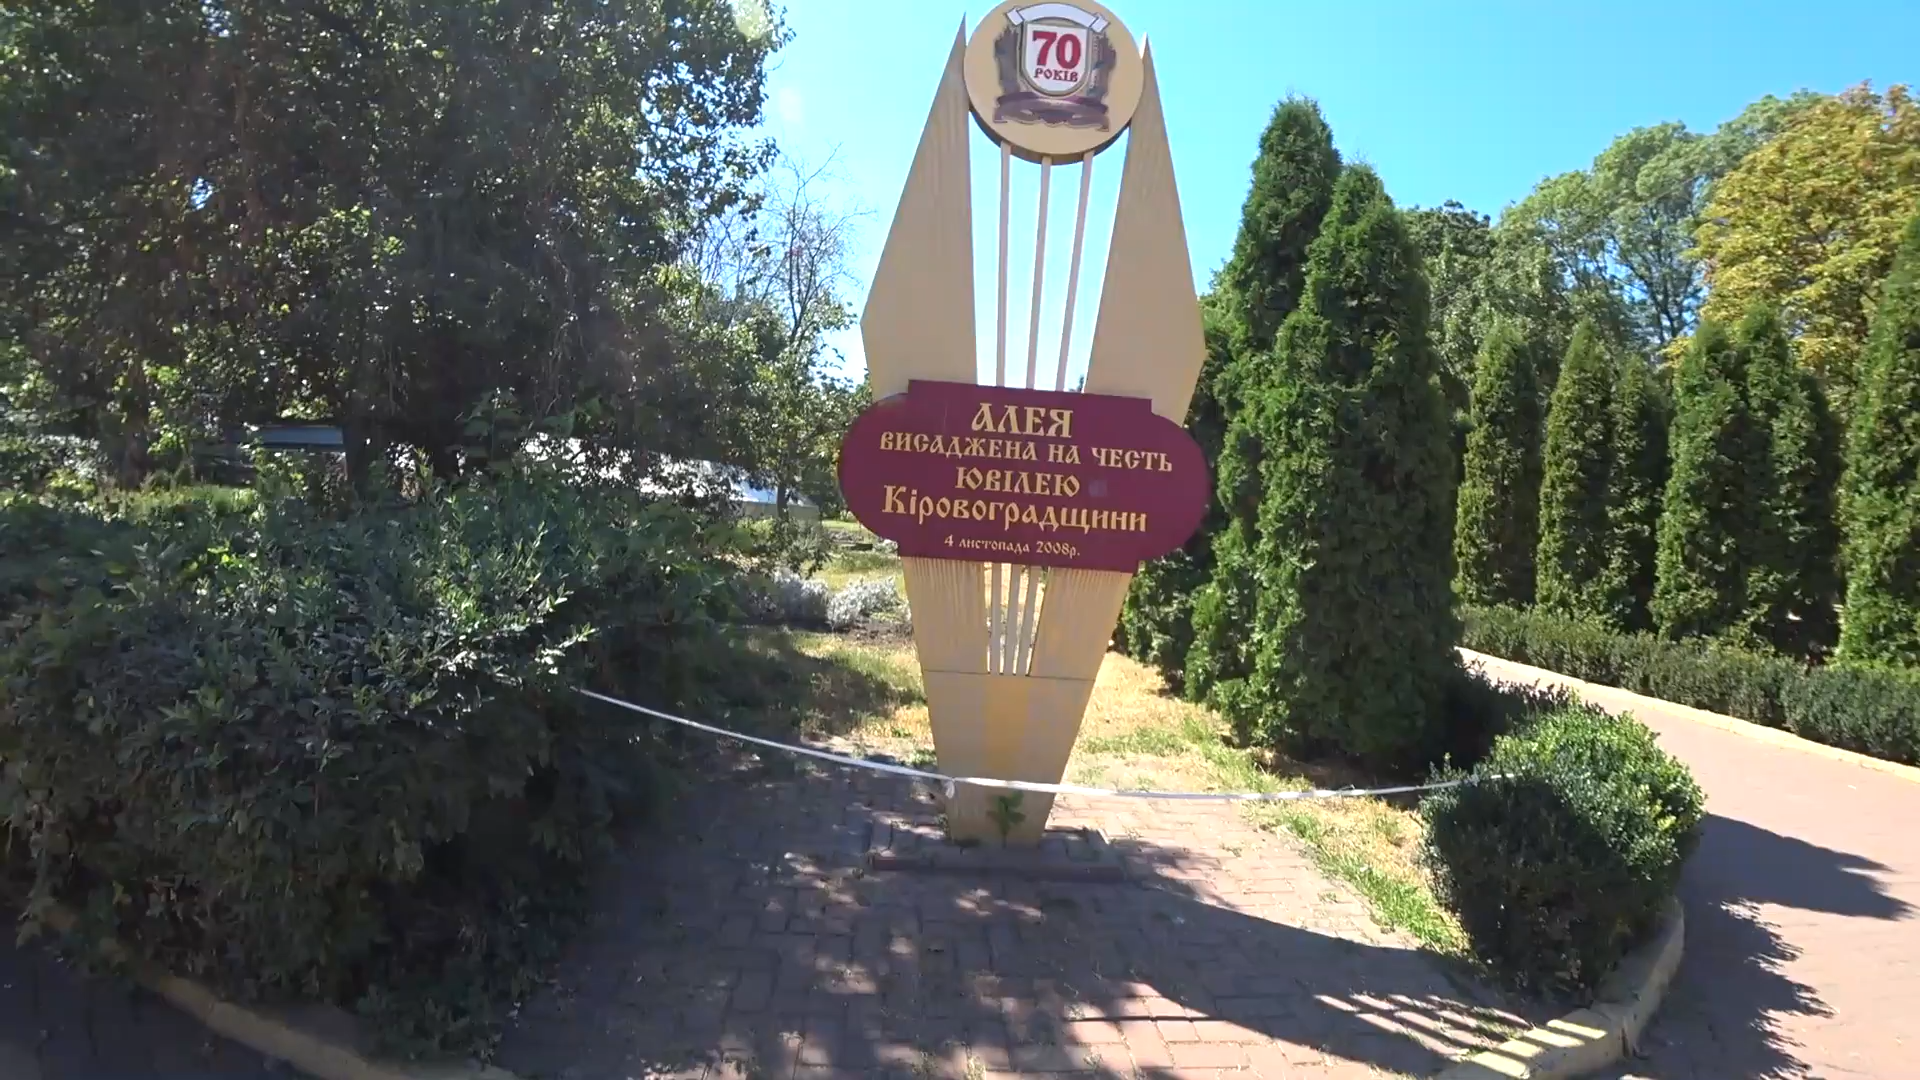 70
РОКІВ
АЛЕЯ
ВИСАДЖЕНА НА ЧЕСТЬ
ЮВІЛЕЮ
Кіровоградщини
4 листопада 2008р.